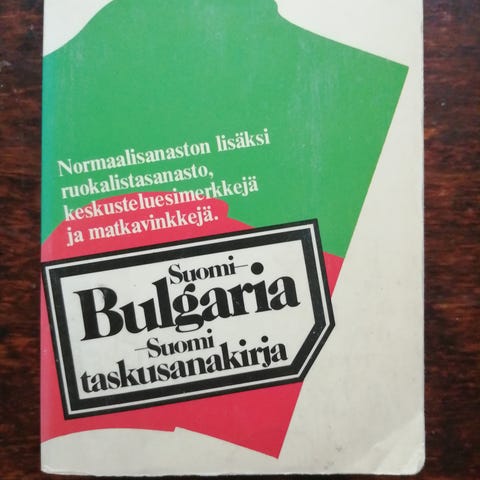 Normaalisanaston lisäksi
ruokalistasanasto,
keskusteluesimerkkejä
ja matkavinkkejä.
Suomi–
Bulgaria
–Suomi
taskusanakirja